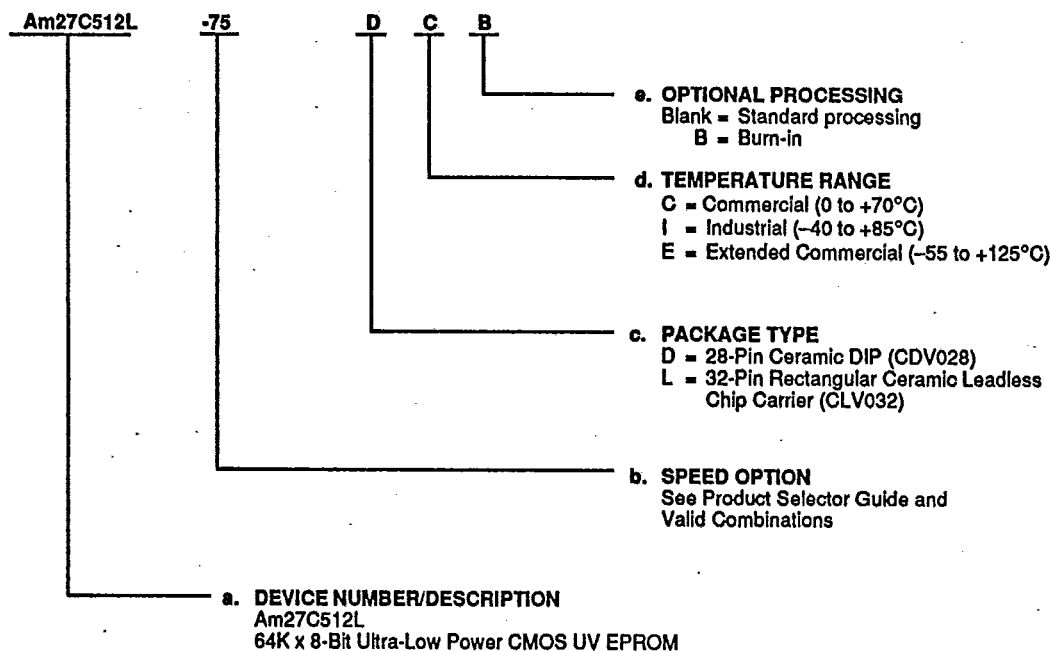 Am27C512L -75 D C B
e. OPTIONAL PROCESSING
Blank = Standard processing
B = Burn-in
d. TEMPERATURE RANGE
C = Commercial (0 to +70°C)
I = Industrial (–40 to +85°C)
E = Extended Commercial (–55 to +125°C)
c. PACKAGE TYPE
D = 28-Pin Ceramic DIP (CDV028)
L = 32-Pin Rectangular Ceramic Leadless
Chip Carrier (CLV032)
b. SPEED OPTION
See Product Selector Guide and
Valid Combinations
a. DEVICE NUMBER/DESCRIPTION
Am27C512L
64K x 8-Bit Ultra-Low Power CMOS UV EPROM